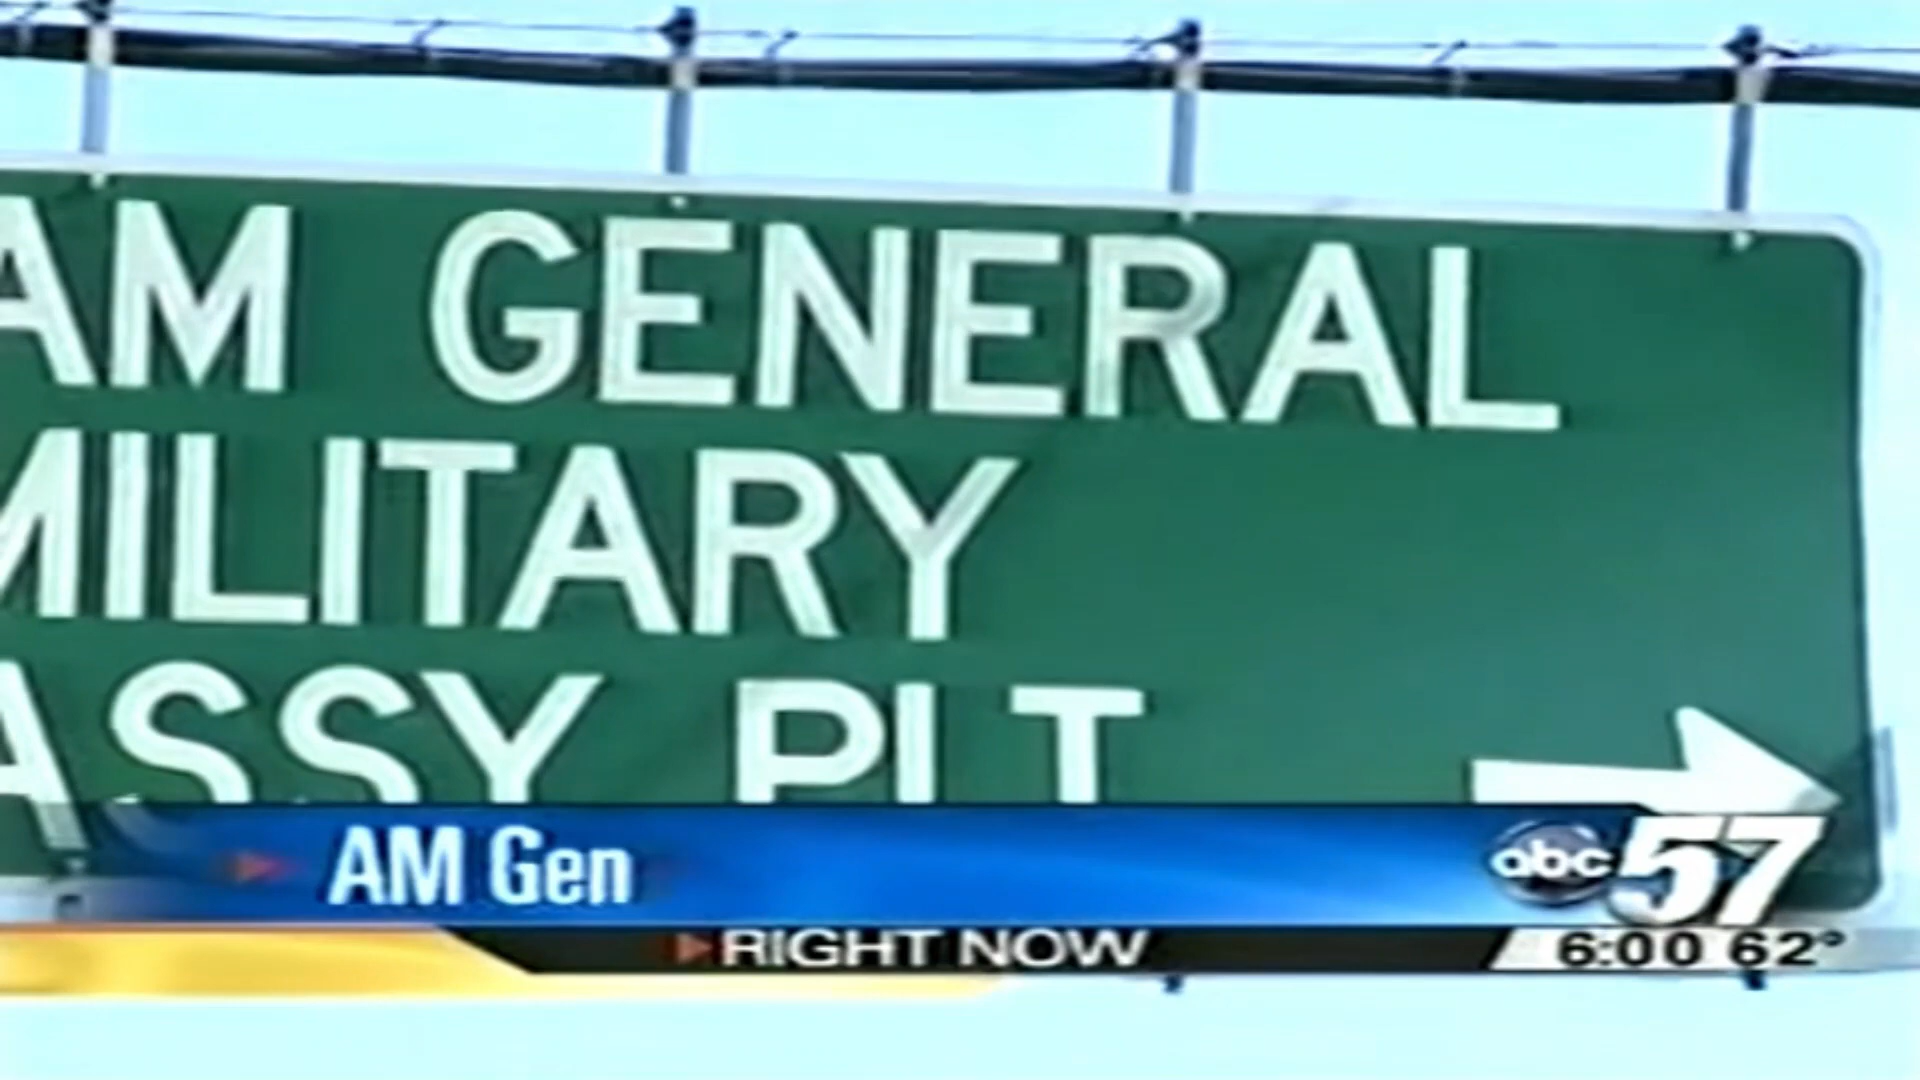 AM GENERAL
MILITARY
ASSY PLT
AM Gen
abc 57
RIGHT NOW
6:00 62°